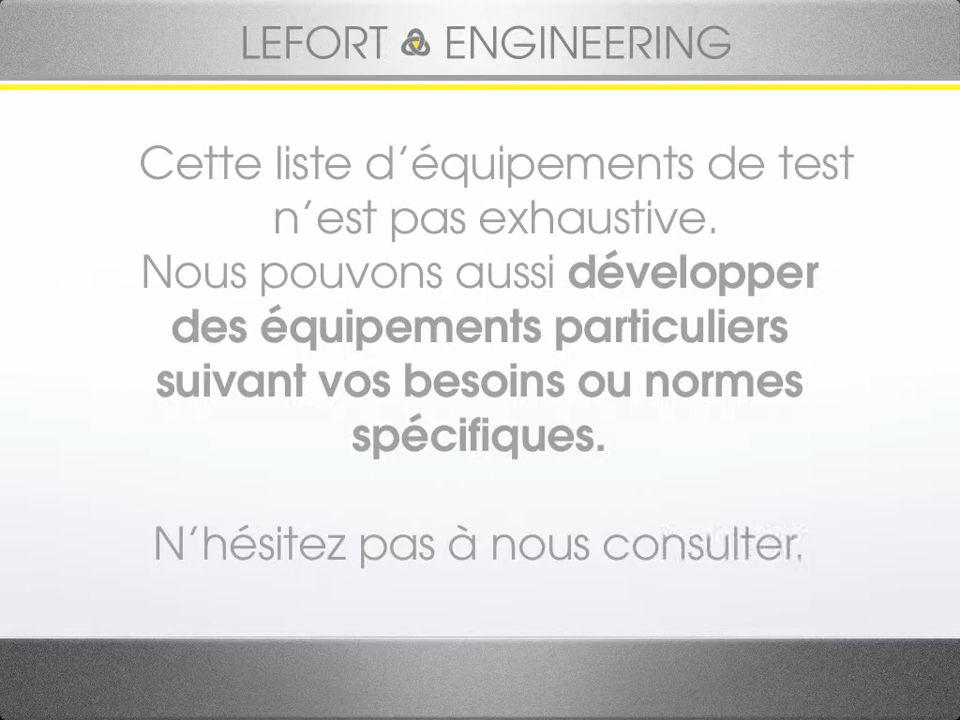 LEFORT ENGINEERING
Cette liste d'équipements de test
n'est pas exhaustive.
Nous pouvons aussi développer
des équipements particuliers
suivant vos besoins ou normes
spécifiques.
N'hésitez pas à nous consulter.